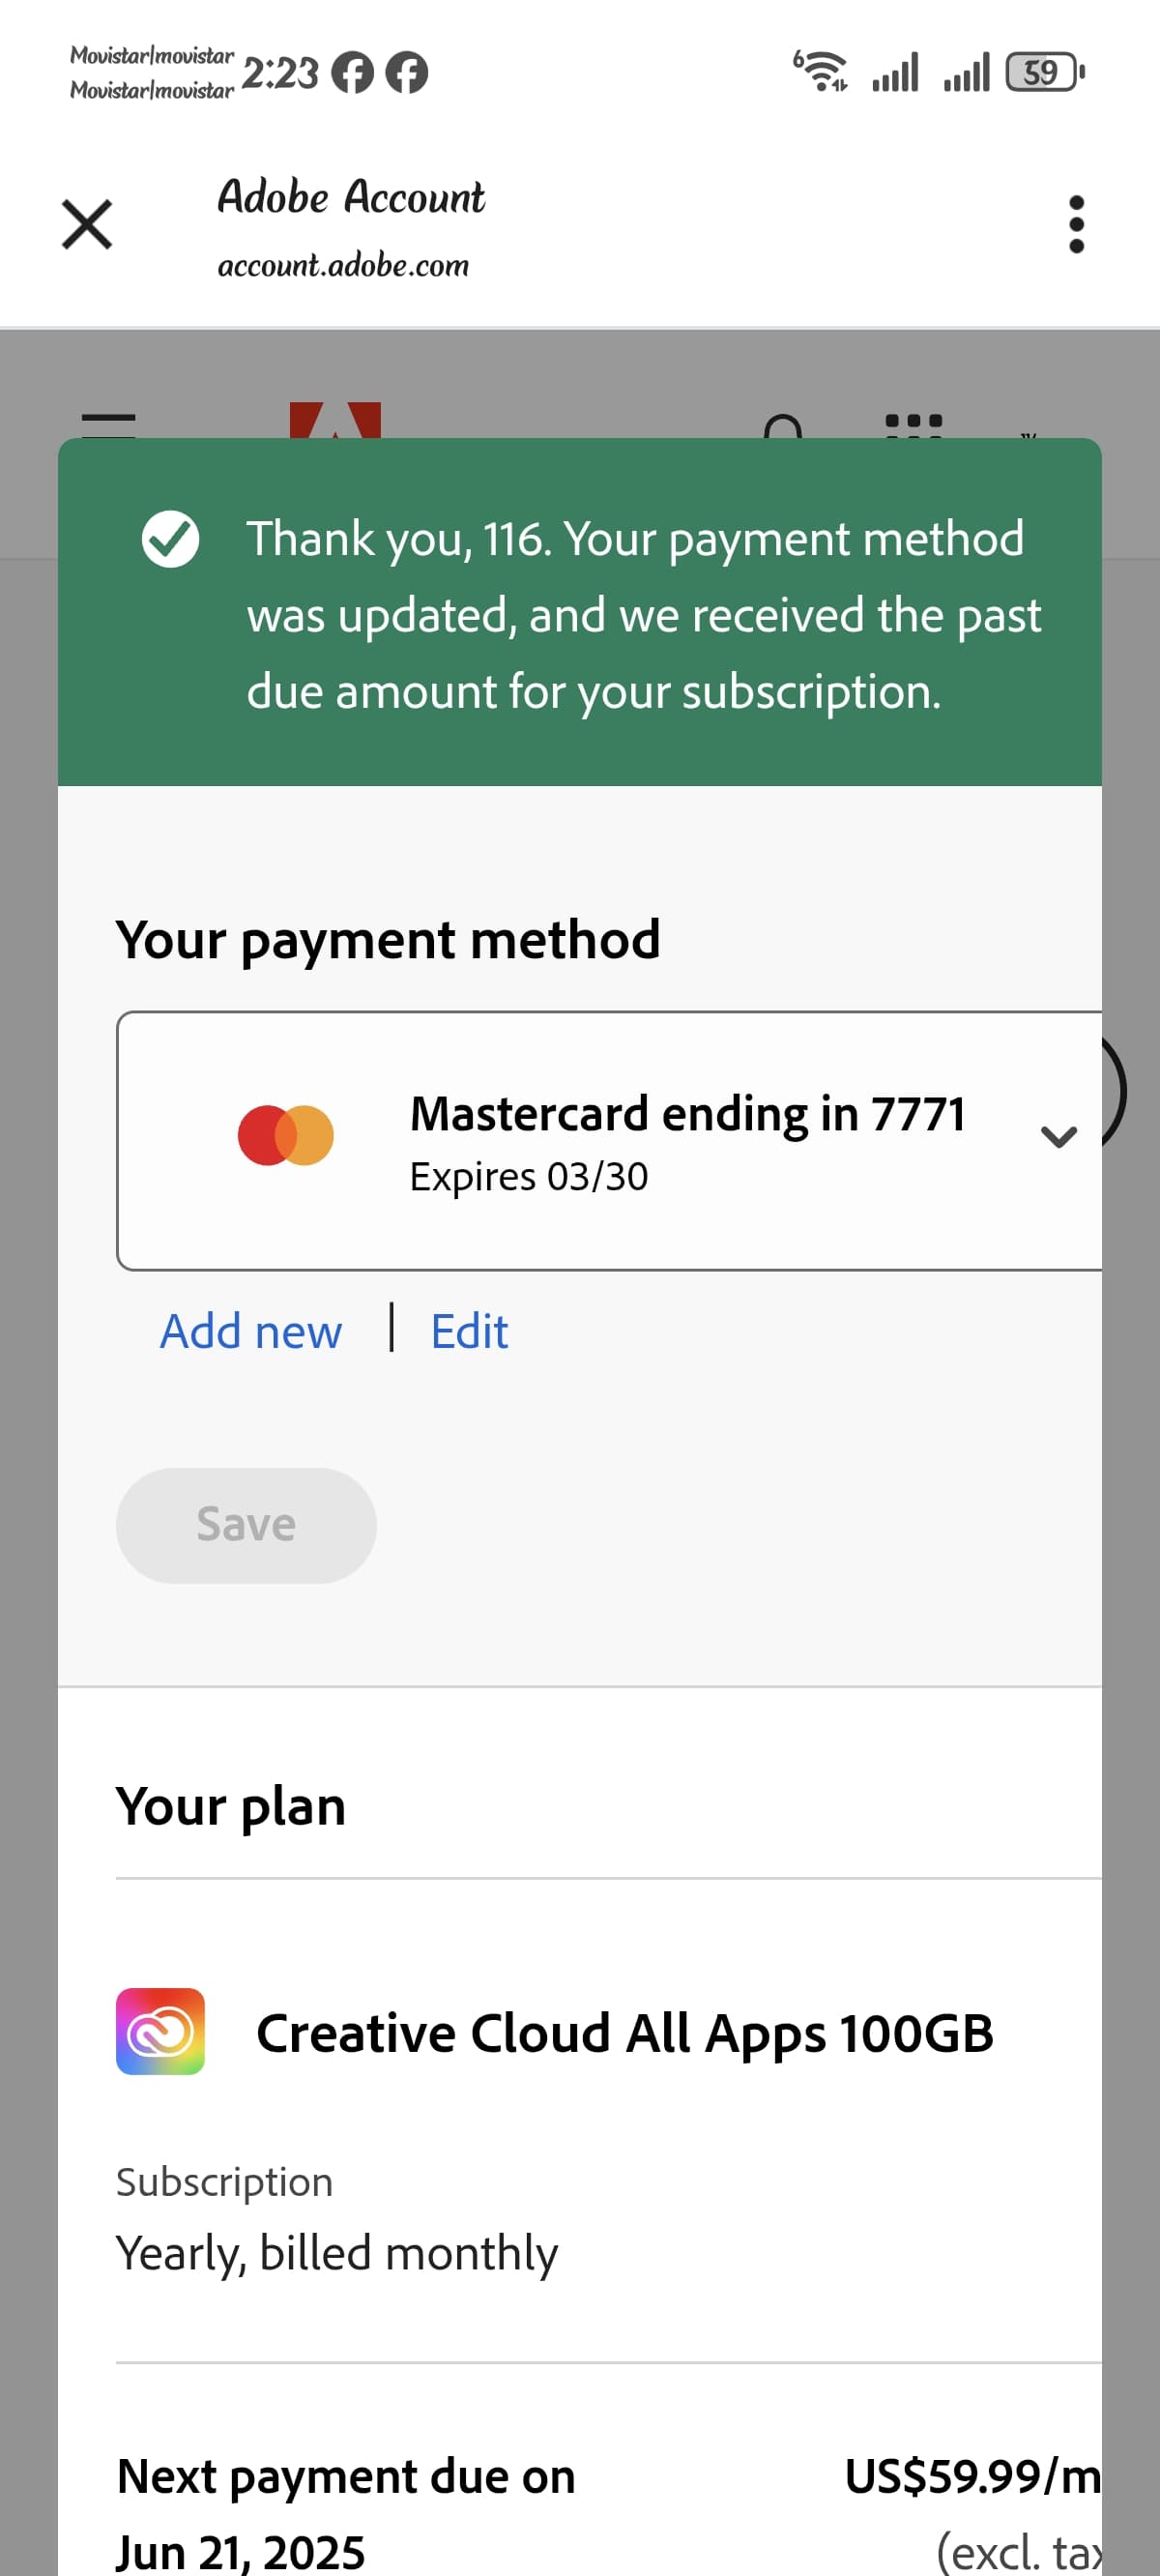 Movistar|movistar
Movistar|movistar
2:23
6
59
Adobe Account
account.adobe.com
Thank you, 116. Your payment method
was updated, and we received the past
due amount for your subscription.
Your payment method
Mastercard ending in 7771
Expires 03/30
Add new | Edit
Save
Your plan
Creative Cloud All Apps 100GB
Subscription
Yearly, billed monthly
Next payment due on US$59.99/m
Jun 21, 2025 (excl. tax